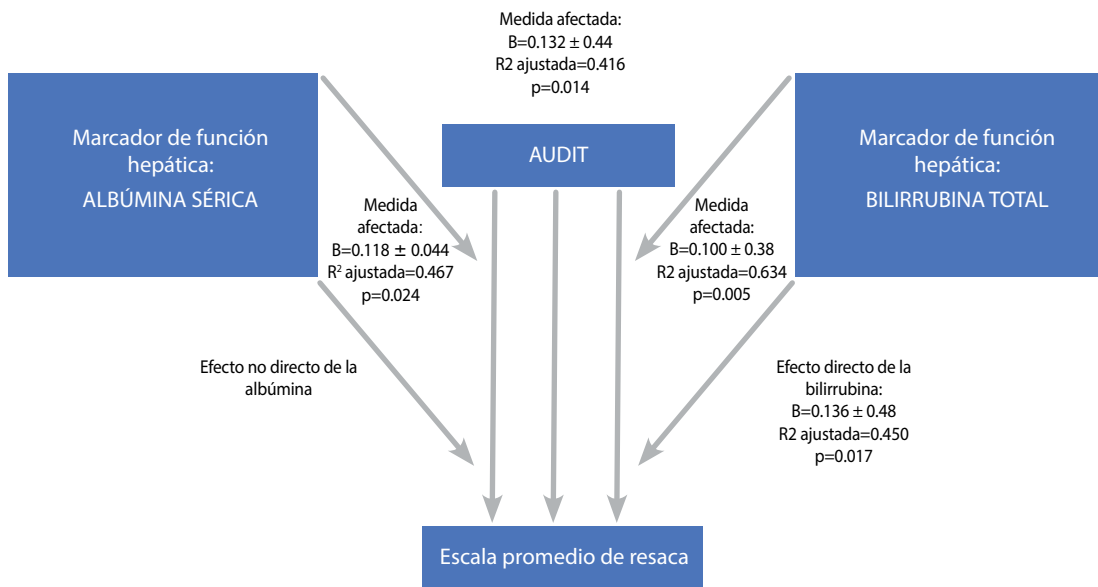 Medida afectada:
B=0.132 ± 0.44
R2 ajustada=0.416
p=0.014
Marcador de función
hepática:
ALBÚMINA SÉRICA
AUDIT
Marcador de función
hepática:
BILIRRUBINA TOTAL
Medida
afectada:
B=0.118 ± 0.044
R² ajustada=0.467
p=0.024
Medida
afectada:
B=0.100 ± 0.38
R2 ajustada=0.634
p=0.005
Efecto no directo de la
albúmina
Efecto directo de la
bilirrubina:
B=0.136 ± 0.48
R2 ajustada=0.450
p=0.017
Escala promedio de resaca